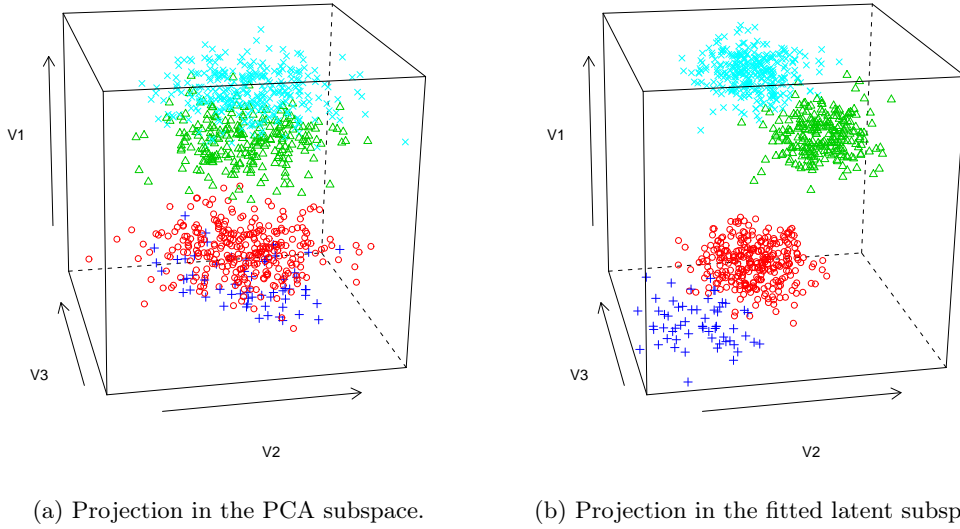 V1
V3
V2
V1
V3
V2
(a) Projection in the PCA subspace.
(b) Projection in the fitted latent subsp